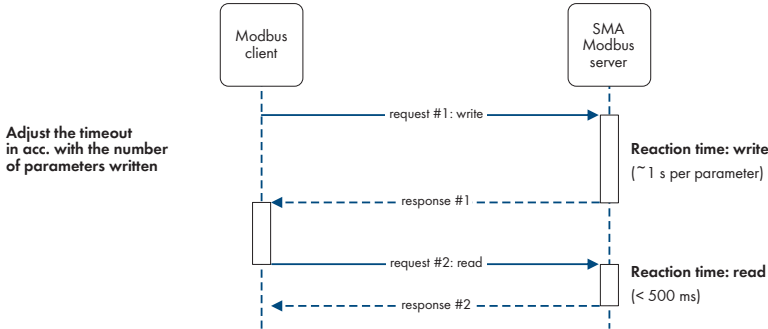 Modbus
client
SMA
Modbus
server
Adjust the timeout
in acc. with the number
of parameters written
request #1: write
Reaction time: write
(~1 s per parameter)
response #1
request #2: read
Reaction time: read
(< 500 ms)
response #2